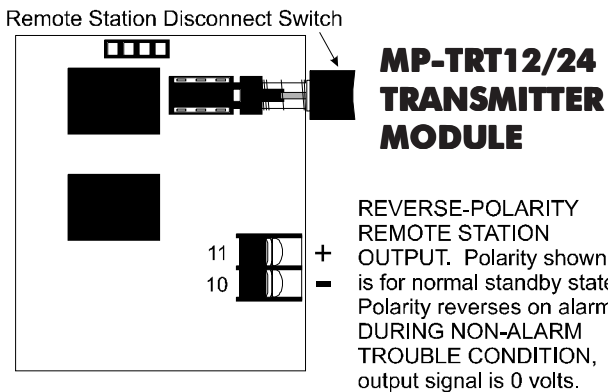 Remote Station Disconnect Switch
MP-TRT12/24
TRANSMITTER
MODULE
REVERSE-POLARITY
REMOTE STATION
OUTPUT. Polarity shown
is for normal standby state
Polarity reverses on alarm
DURING NON-ALARM
TROUBLE CONDITION,
output signal is 0 volts.
11 +
10 -